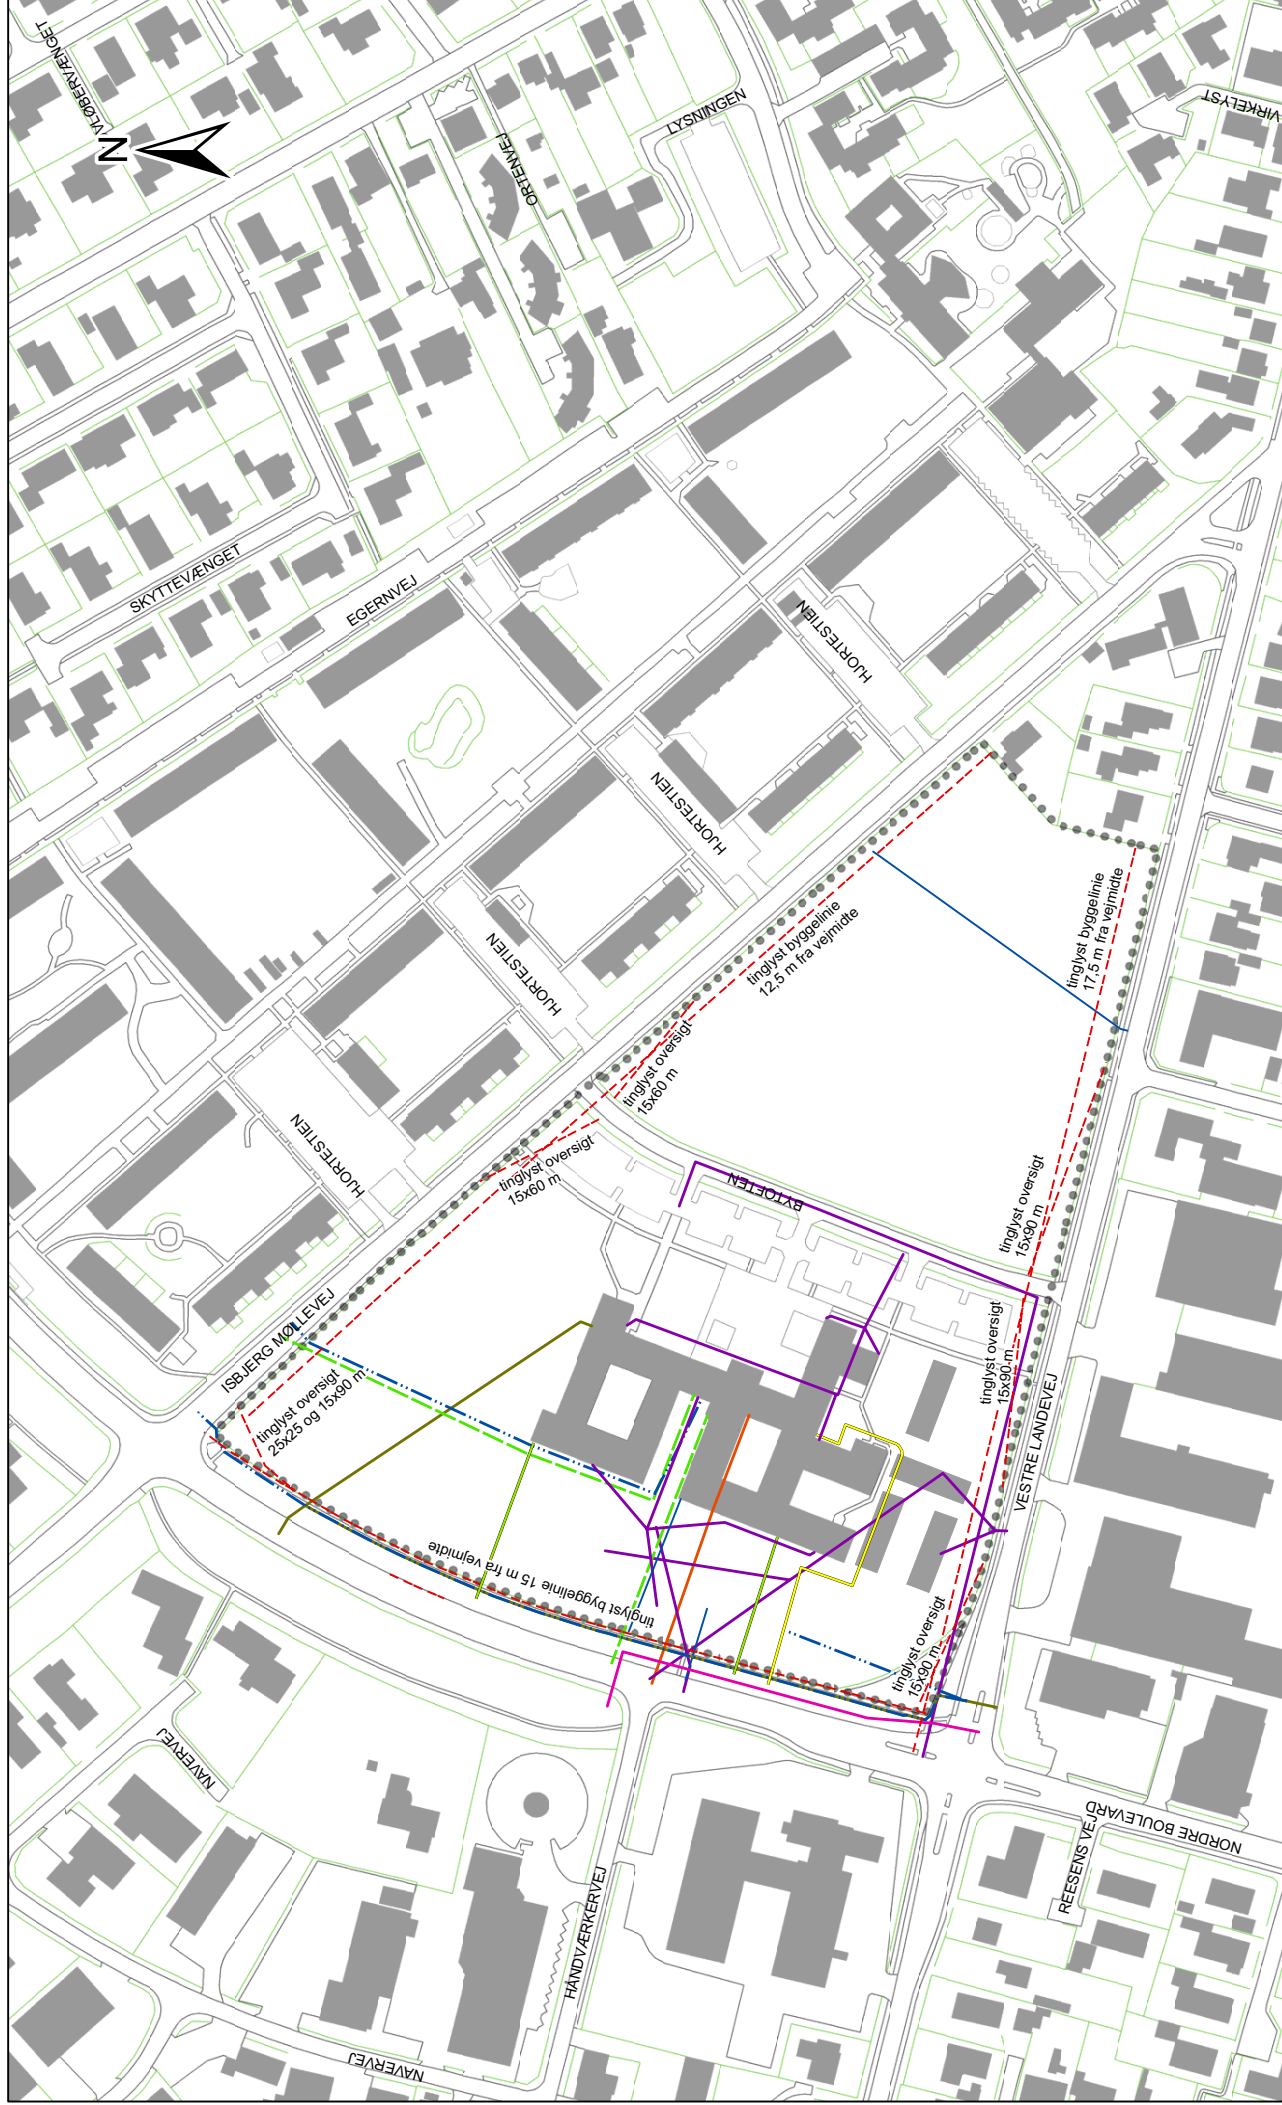 VLØBERVÆNGET
N
ORTENVEJ
LYSNINGEN
VIRKELYST
SKYTTEVÆNGET
EGERNVEJ
HJORTESTIEN
HJORTESTIEN
HJORTESTIEN
HJORTESTIEN
tinglyst byggelinie
12,5 m fra vejmidte
tinglyst byggelinie
17,5 m fra vejmidte
tinglyst oversigt
15x60 m
tinglyst oversigt
15x60 m
BYTOFTEN
tinglyst oversigt
15x90 m
ISBJERG MØLLEVEJ
tinglyst oversigt
25x25 og 15x90 m
tinglyst oversigt
15x90 m
VESTRE LANDEVEJ
tinglyst byggelinie 15 m fra vejmidte
tinglyst oversigt
15x90 m
NAVERVEJ
HÅNDVÆRKERVEJ
REESENS VEJ
NORDRE BOULEVARD
NAVERVEJ